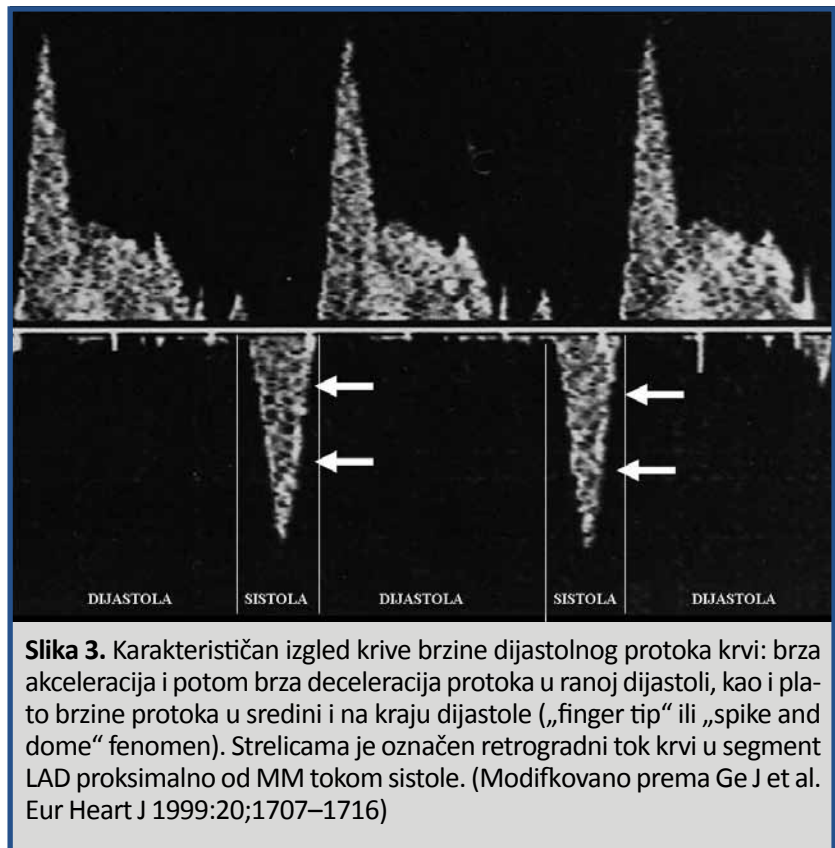 DIJASTOLA SISTOLA DIJASTOLA SISTOLA DIJASTOLA
Slika 3. Karakterističan izgled krive brzine dijastolnog protoka krvi: brza
akceleracija i potom brza deceleracija protoka u ranoj dijastoli, kao i pla-
to brzine protoka u sredini i na kraju dijastole („finger tip“ ili „spike and
dome“ fenomen). Strelicama je označen retrogradni tok krvi u segment
LAD proksimalno od MM tokom sistole. (Modifkovano prema Ge J et al.
Eur Heart J 1999:20;1707–1716)